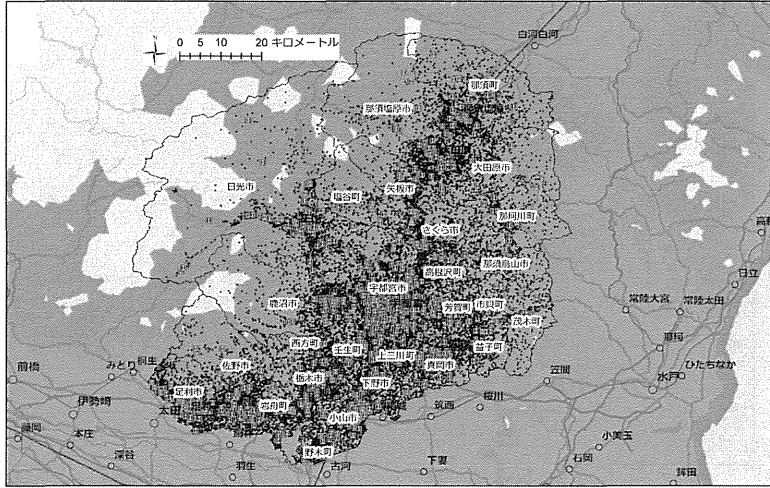 白河白河
0 5 10 20 キロメートル
那須町
那須塩原市
大田原市
日光市
塩谷町
矢板市
那珂川町
さくら市
高根沢町
那須烏山市
宇都宮市
鹿沼市
芳賀町
市貝町
茂木町
日立
常陸大宮
常陸太田
西方町
壬生町
上三川町
真岡市
益子町
那珂
ひたちなか
水戸
前橋
みどり
桐生
佐野市
足利市
栃木市
下野市
笠間
伊勢崎
太田
岩舟町
小山市
筑西
桜川
藤岡
本庄
深谷
羽生
野木町
古河
下妻
石岡
小美玉
鉾田